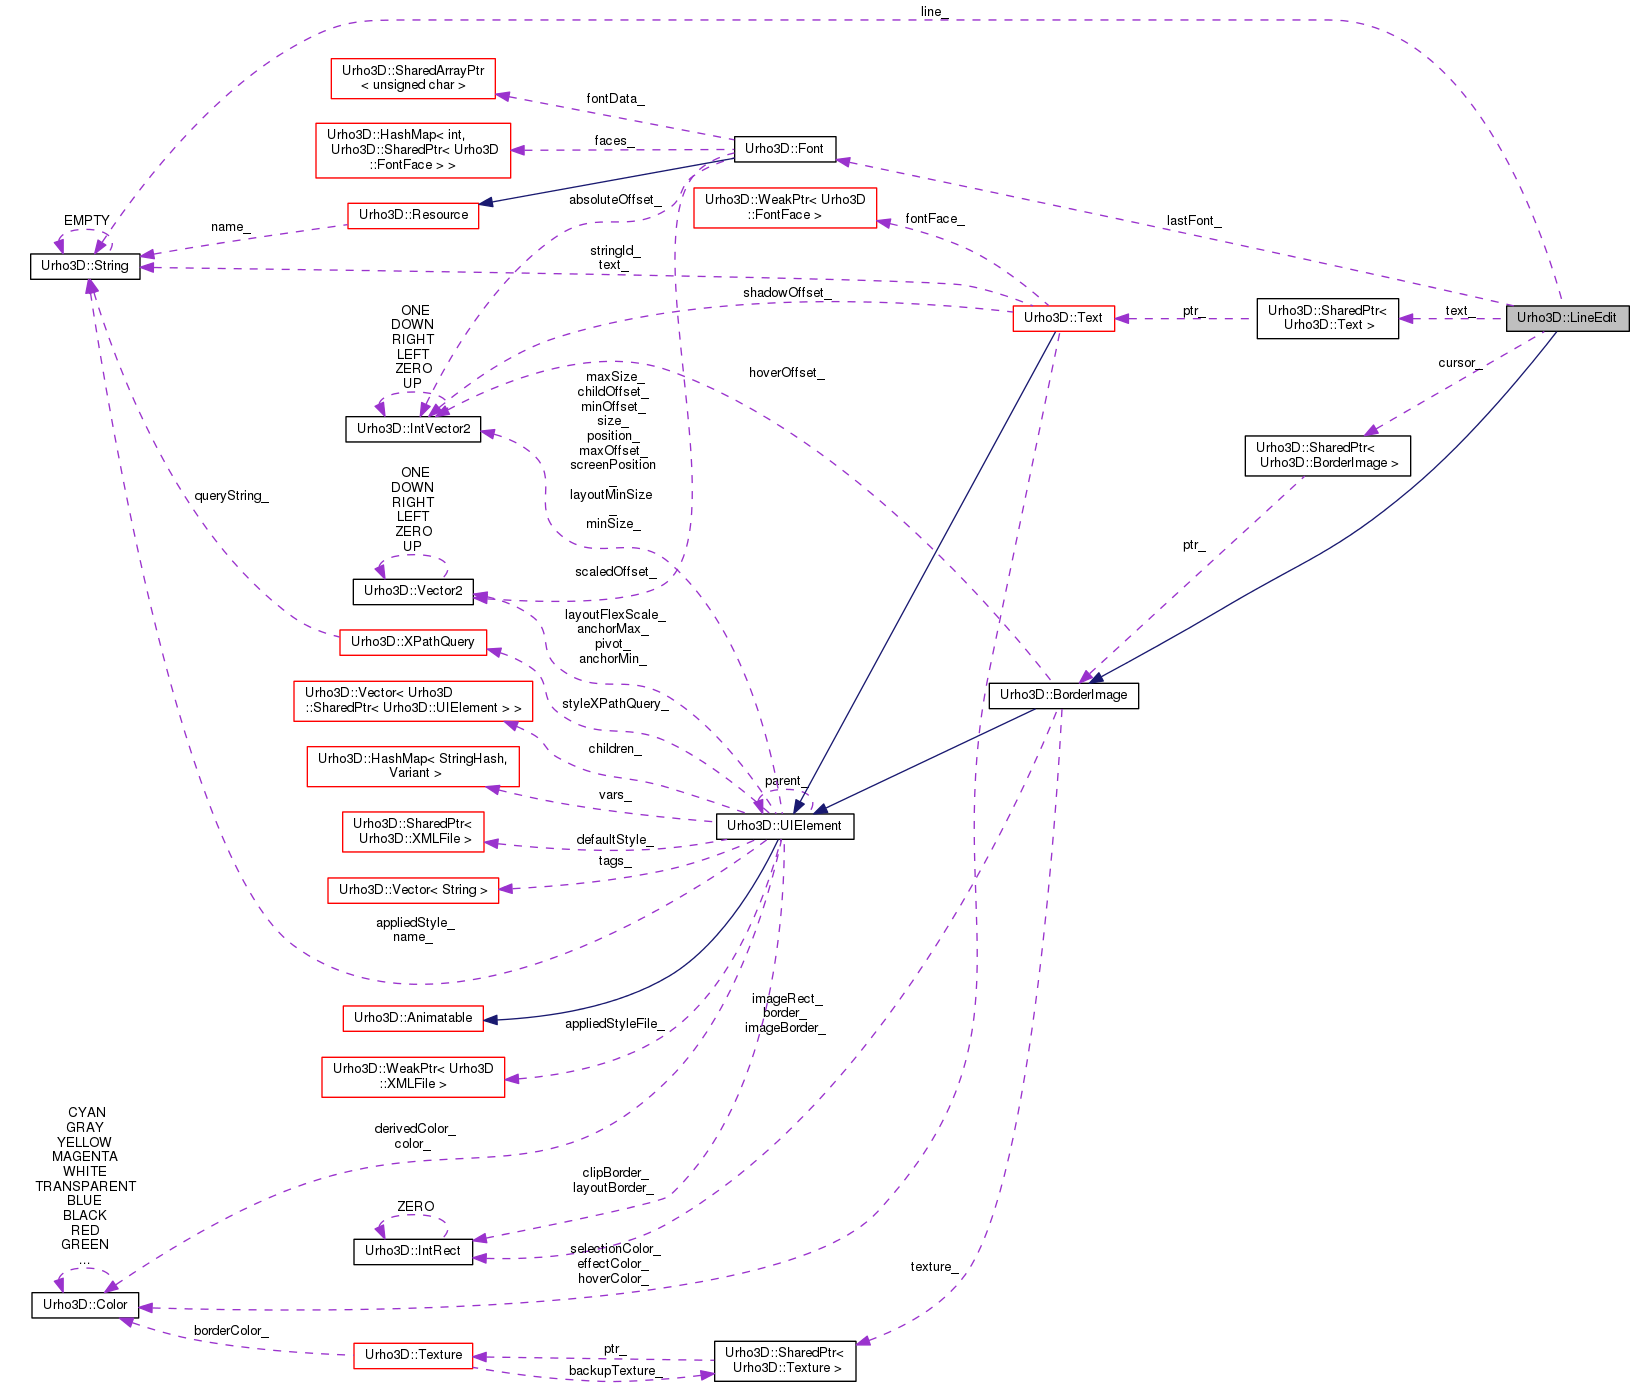 line_
Urho3D::SharedArrayPtr
< unsigned char >
fontData_
Urho3D::HashMap< int,
Urho3D::SharedPtr< Urho3D
::FontFace > >
faces_
Urho3D::Font
absoluteOffset_
Urho3D::WeakPtr< Urho3D
::FontFace >
Urho3D::Resource
name_
EMPTY
Urho3D::String
fontFace_
lastFont_
stringId_
text_
shadowOffset_
Urho3D::Text
ptr_
Urho3D::SharedPtr<
Urho3D::Text >
text_
Urho3D::LineEdit
ONE
DOWN
RIGHT
LEFT
ZERO
UP
Urho3D::IntVector2
hoverOffset_
cursor_
maxSize_
childOffset_
minOffset_
size_
position_
maxOffset_
screenPosition
_
layoutMinSize
_
minSize_
Urho3D::SharedPtr<
Urho3D::BorderImage >
queryString_
ONE
DOWN
RIGHT
LEFT
ZERO
UP
Urho3D::Vector2
scaledOffset_
ptr_
layoutFlexScale_
anchorMax_
pivot_
anchorMin_
Urho3D::XPathQuery
styleXPathQuery_
Urho3D::Vector< Urho3D
::SharedPtr< Urho3D::UIElement > >
Urho3D::BorderImage
children_
Urho3D::HashMap< StringHash,
Variant >
vars_
parent_
Urho3D::UIElement
Urho3D::SharedPtr<
Urho3D::XMLFile >
defaultStyle_
tags_
Urho3D::Vector< String >
appliedStyle_
name_
Urho3D::Animatable
appliedStyleFile_
imageRect_
border_
imageBorder_
Urho3D::WeakPtr< Urho3D
::XMLFile >
derivedColor_
color_
CYAN
GRAY
YELLOW
MAGENTA
WHITE
TRANSPARENT
BLUE
BLACK
RED
GREEN
...
Urho3D::Color
clipBorder_
layoutBorder_
ZERO
Urho3D::IntRect
selectionColor_
effectColor_
hoverColor_
texture_
borderColor_
Urho3D::Texture
ptr_
backupTexture_
Urho3D::SharedPtr<
Urho3D::Texture >